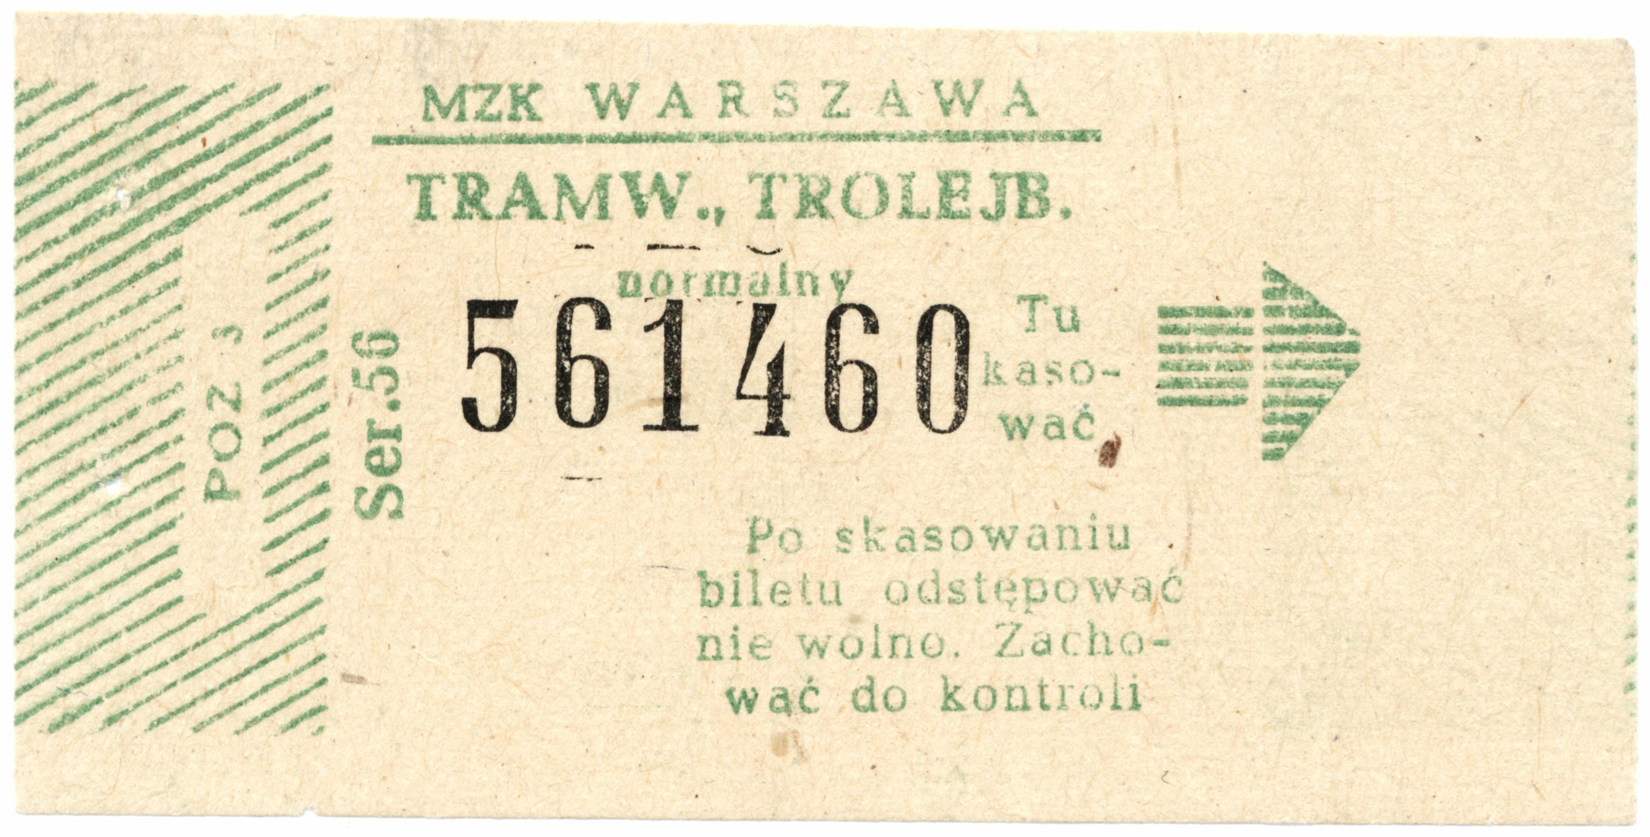 MZK WARSZAWA
TRAMW., TROLEJB.
normalny
561460
Tu
kaso-
wać
Po skasowaniu
biletu odstępować
nie wolno. Zacho-
wać do kontroli
Ser.56
POZ 3